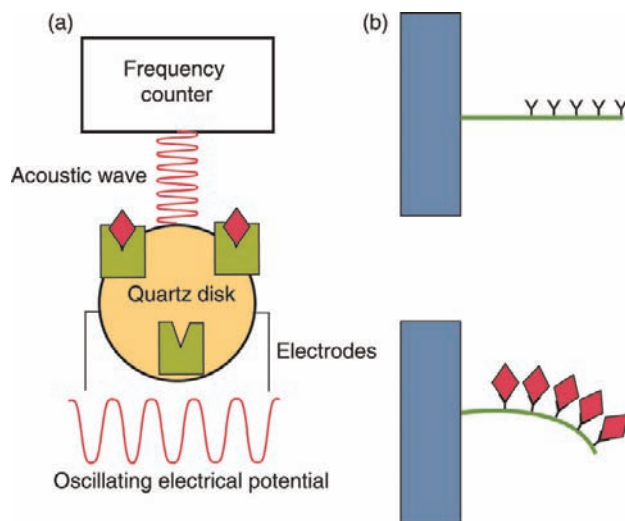 (a)
Frequency
counter
Acoustic wave
Quartz disk
Electrodes
Oscillating electrical potential
(b)